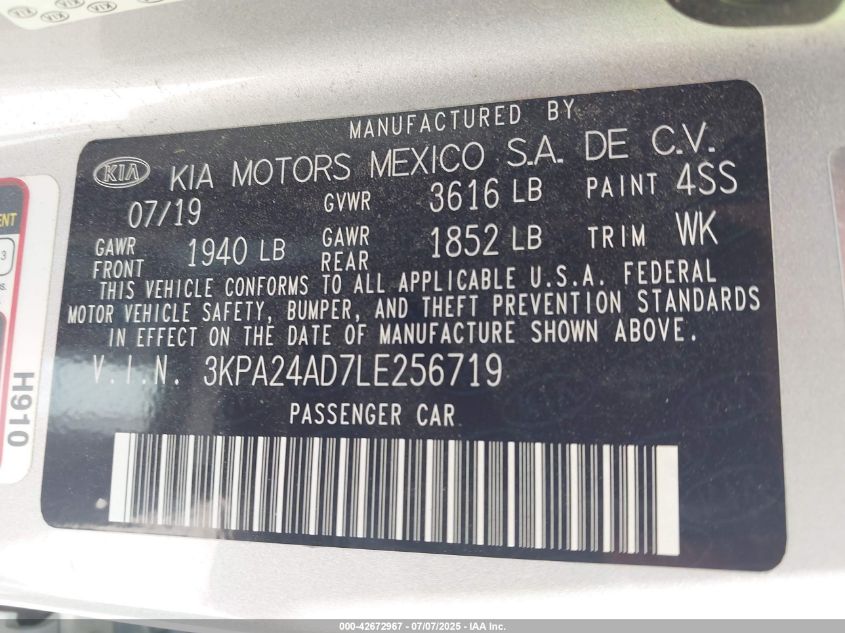 MANUFACTURED BY
KIA KIA MOTORS MEXICO S.A. DE C.V.
07/19 GVWR 3616 LB PAINT 4SS
GAWR FRONT 1940 LB GAWR REAR 1852 LB TRIM WK
THIS VEHICLE CONFORMS TO ALL APPLICABLE U.S.A. FEDERAL
MOTOR VEHICLE SAFETY, BUMPER, AND THEFT PREVENTION STANDARDS
IN EFFECT ON THE DATE OF MANUFACTURE SHOWN ABOVE.
V.I.N. 3KPA24AD7LE256719
PASSENGER CAR
H910
000-42672967 - 07/07/2025 - IAA Inc.